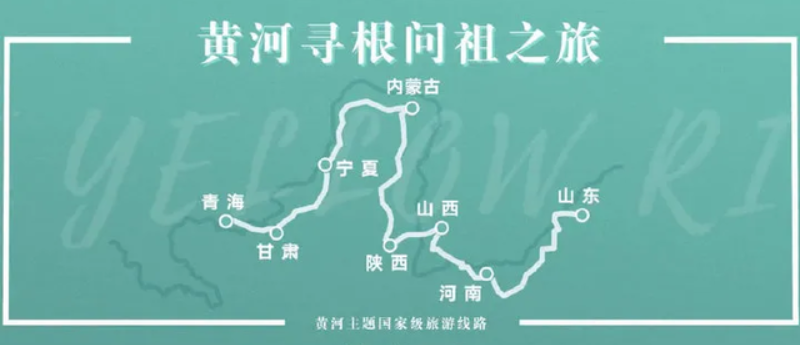 黄河寻根问祖之旅
YELLOW RI
内蒙古
宁夏
青海
甘肃
陕西
山西
河南
山东
黄河主题国家级旅游线路